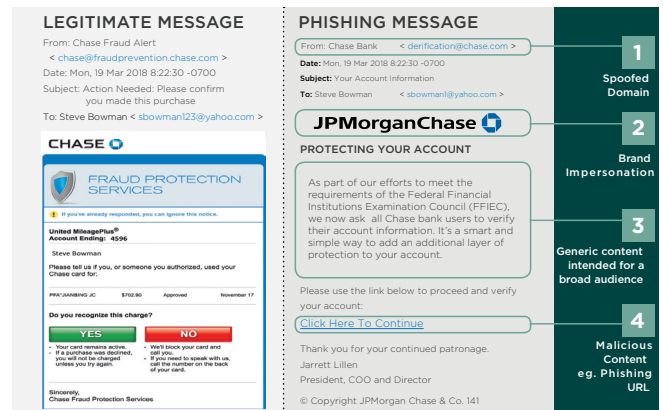 LEGITIMATE MESSAGE
From: Chase Fraud Alert
< chase@fraudprevention.chase.com >
Date: Mon, 19 Mar 2018 8:22:30 -0700
Subject: Action Needed: Please confirm
you made this purchase
To: Steve Bowman < sbowman123@yahoo.com >
CHASE
FRAUD PROTECTION
SERVICES
! If you've already responded, you can ignore this notice.
United MileagePlus®
Account Ending: 4596
Steve Bowman
Please tell us if you, or someone you authorized, used your
Chase card for:
PPA*JIANBING JC $702.90 Approved November 17
Do you recognize this charge?
YES
- Your card remains active.
- If a purchase was declined,
you will not be charged
unless you try again.
NO
- We'll block your card and
call you.
- If you need to speak with us,
call the number on the back
of your card.
Sincerely,
Chase Fraud Protection Services
PHISHING MESSAGE
From: Chase Bank < derification@chase.com >
Date: Mon, 19 Mar 2018 8:22:30 -0700
Subject: Your Account Information
To: Steve Bowman < sbowman1@yahoo.com >
JPMorganChase
PROTECTING YOUR ACCOUNT
As part of our efforts to meet the
requirements of the Federal Financial
Institutions Examination Council (FFIEC),
we now ask all Chase bank users to verify
their account information. It's a smart and
simple way to add an additional layer of
protection to your account.
Please use the link below to proceed and verify
your account:
Click Here To Continue
Thank you for your continued patronage.
Jarrett Lillen
President, COO and Director
© Copyright JPMorgan Chase & Co. 141
1
Spoofed
Domain
2
Brand
Impersonation
3
Generic content
intended for a
broad audience
4
Malicious
Content
eg. Phishing
URL